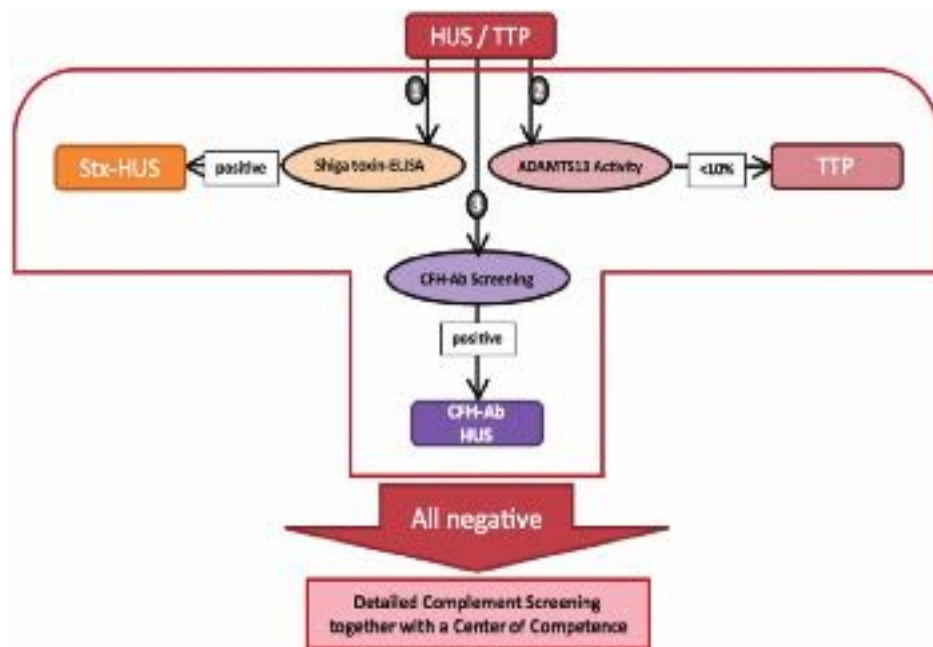 HUS / TTP
1
2
Stx-HUS
positive
Shiga toxin-ELISA
ADAMTS13 Activity
<10%
TTP
3
CFH-Ab Screening
positive
CFH-Ab
HUS
All negative
Detailed Complement Screening
together with a Center of Competence